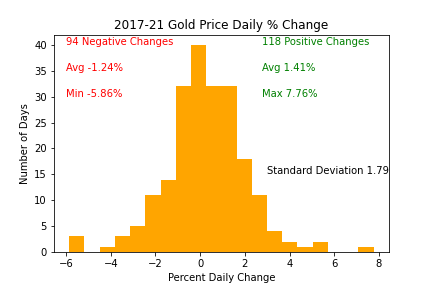 2017-21 Gold Price Daily % Change
94 Negative Changes
118 Positive Changes
Avg -1.24%
Avg 1.41%
Min -5.86%
Max 7.76%
Standard Deviation 1.79
Number of Days
40
35
30
25
20
15
10
5
0
−6
−4
−2
0
2
4
6
8
Percent Daily Change